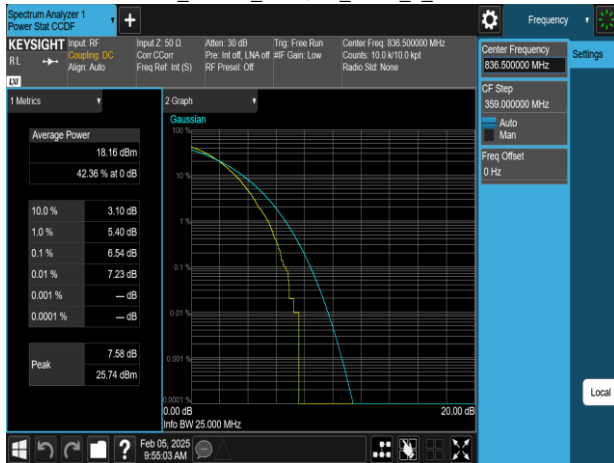 Spectrum Analyzer 1
Power Stat CCDF
Frequency
KEYSIGHT
RL
LXI
Input: RF
Coupling: DC
Align: Auto
Input Z: 50 Ω
Corr CCorr
Freq Ref: Int (S)
Atten: 30 dB
Pre: Int off, LNA off
RF Preset: Off
Trig: Free Run
#IF Gain: Low
Center Freq: 836.500000 MHz
Counts: 10.0 k/10.0 kpt
Radio Std: None
Center Frequency
836.500000 MHz
Settings
CF Step
359.000000 MHz
Auto
Man
Freq Offset
0 Hz
1 Metrics
Average Power
18.16 dBm
42.36 % at 0 dB
10.0 % 3.10 dB
1.0 % 5.40 dB
0.1 % 6.54 dB
0.01 % 7.23 dB
0.001 % --- dB
0.0001 % --- dB
Peak
7.58 dB
25.74 dBm
2 Graph
Gaussian
100 %
10 %
1 %
0.1 %
0.01 %
0.001 %
0.0001 %
0.00 dB 20.00 dB
Info BW 25.000 MHz
Local
?
Feb 05, 2025
9:55:03 AM